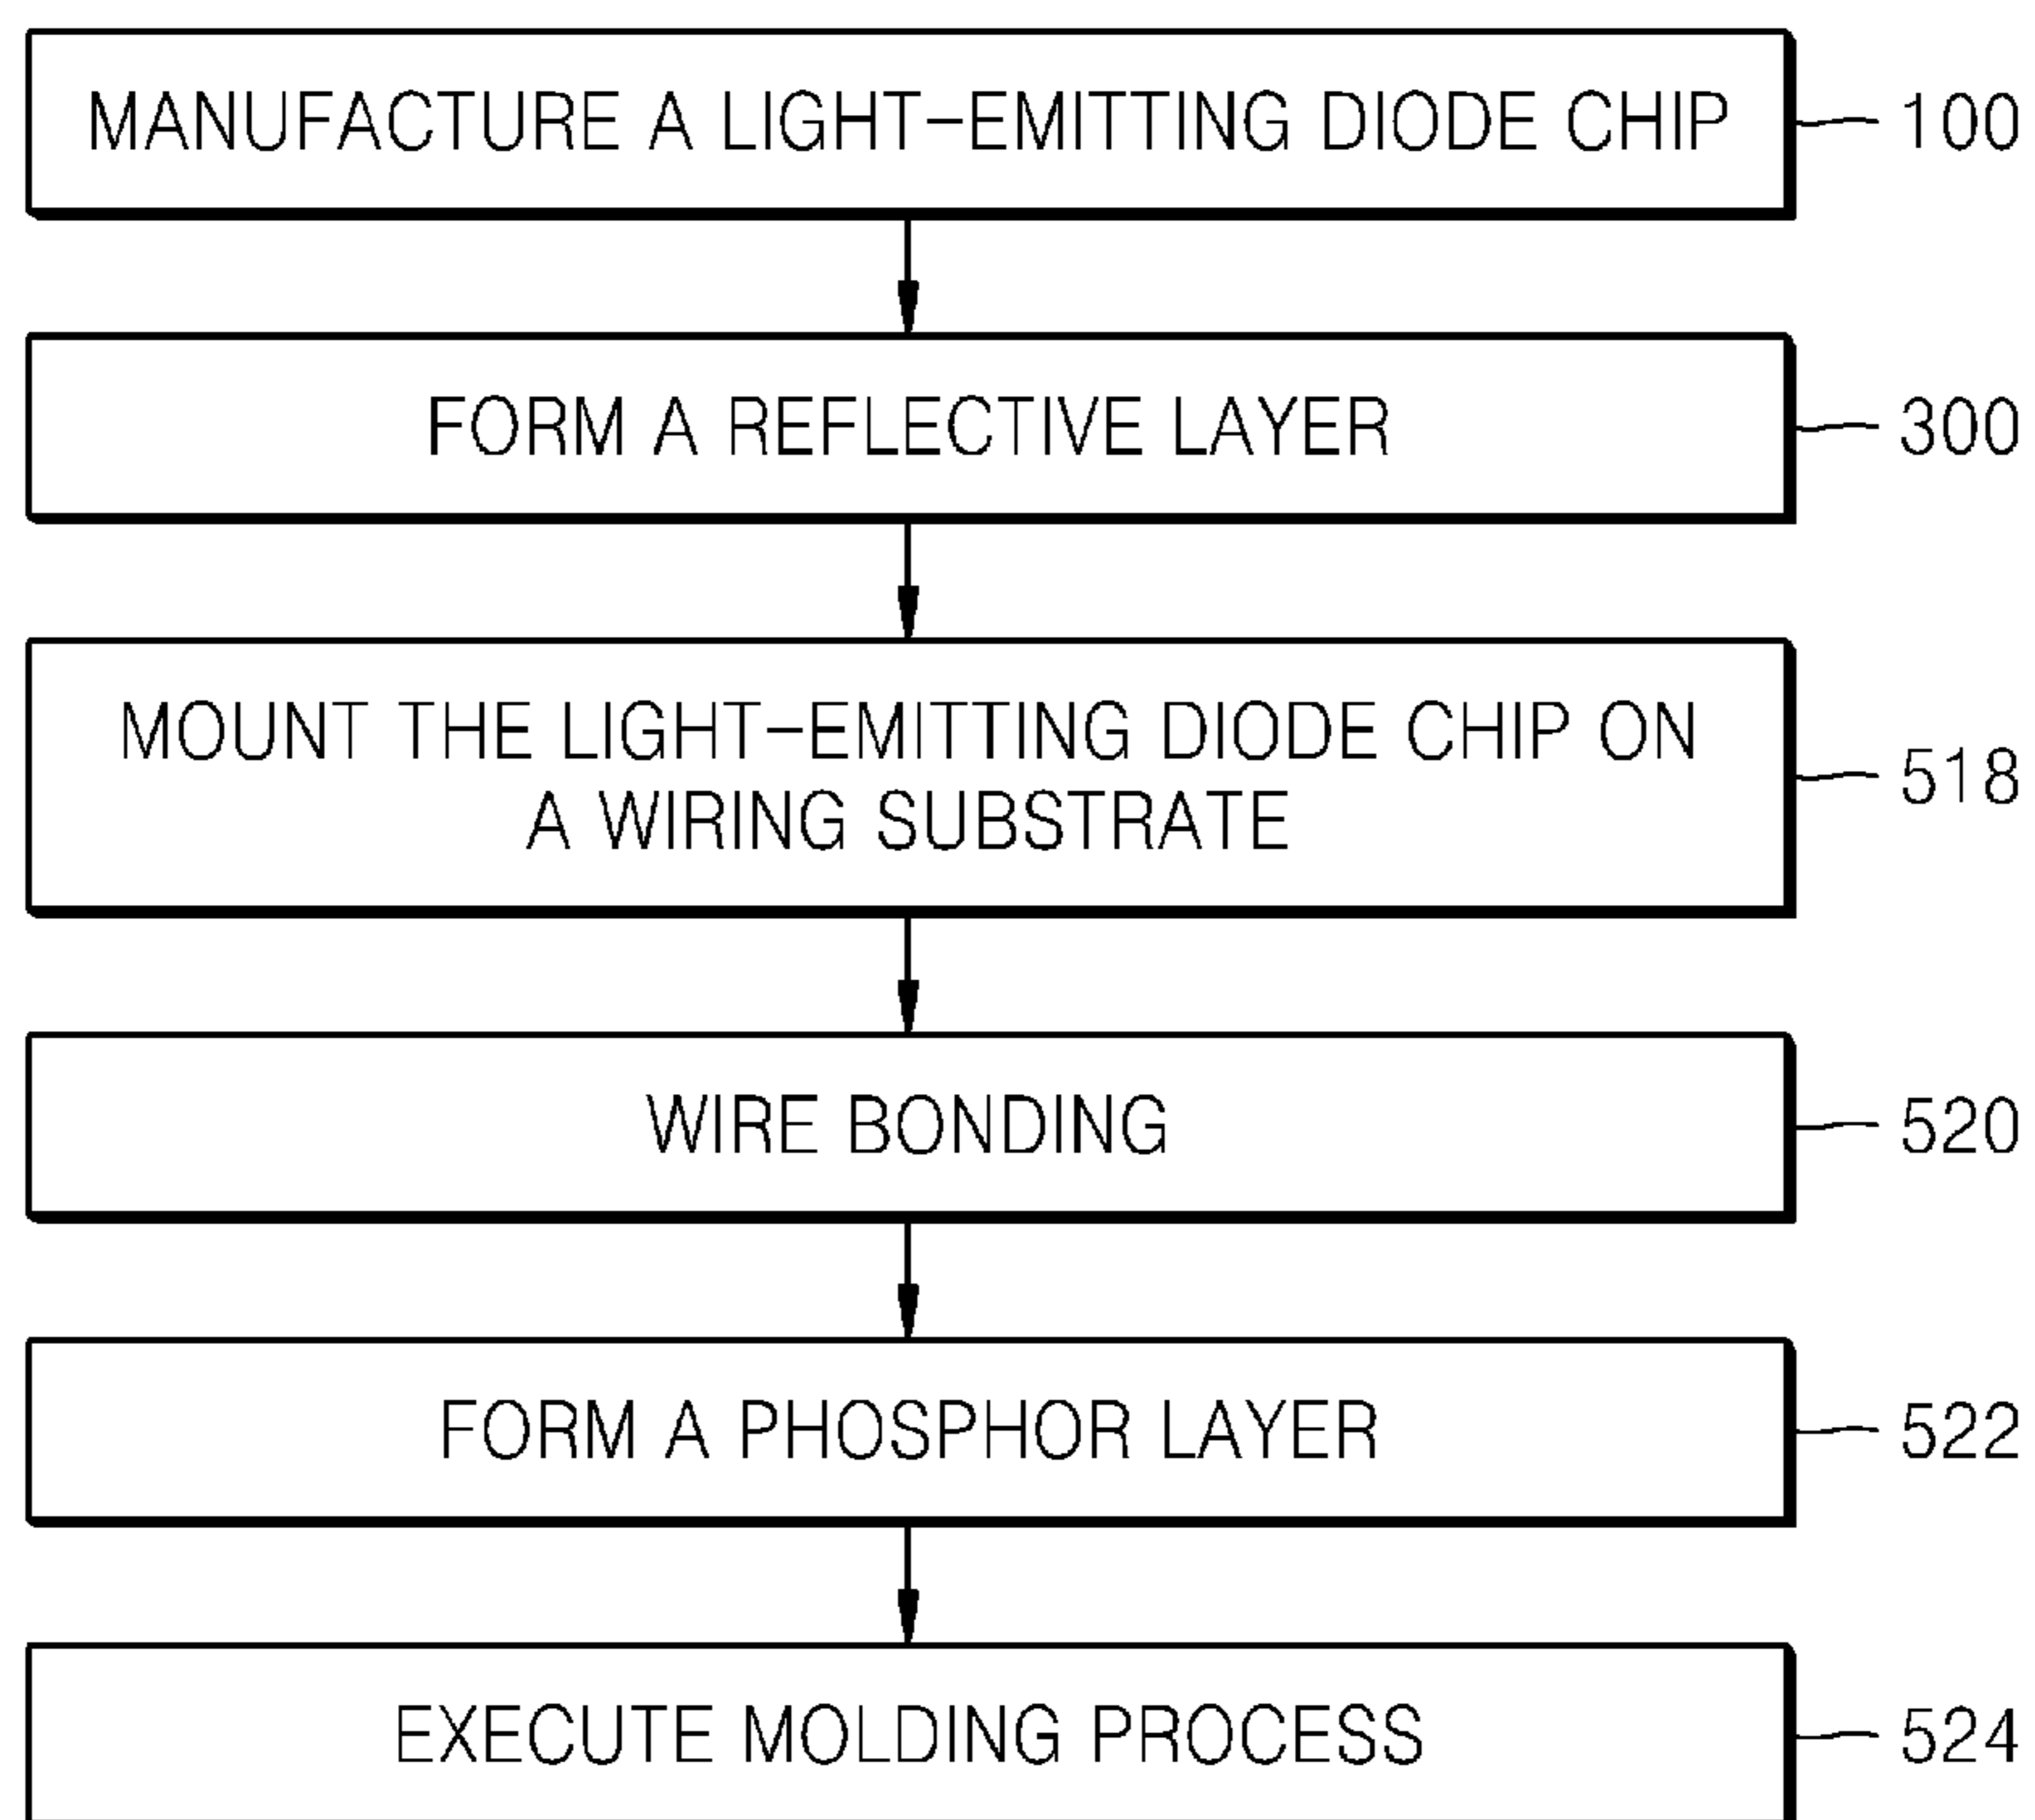 MANUFACTURE A LIGHT-EMITTING DIODE CHIP
100
FORM A REFLECTIVE LAYER
300
MOUNT THE LIGHT-EMITTING DIODE CHIP ON
A WIRING SUBSTRATE
518
WIRE BONDING
520
FORM A PHOSPHOR LAYER
522
EXECUTE MOLDING PROCESS
524